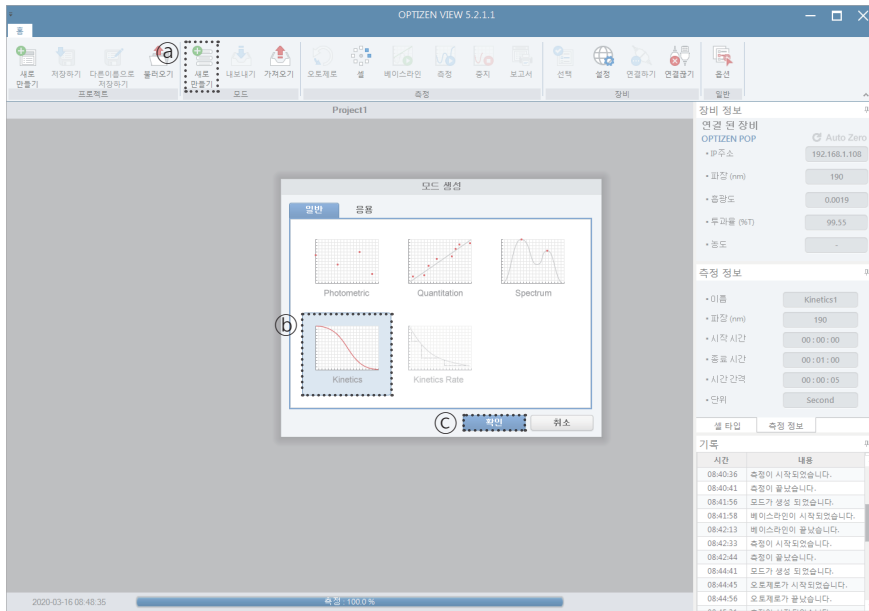 OPTIZEN VIEW 5.2.1.1
홈
ⓐ
새로 만들기
저장하기
다른이름으로 저장하기
불러오기
새로 만들기
내보내기
가져오기
오토제로
셀
베이스라인
측정
중지
보고서
선택
설정
연결하기
연결끊기
옵션
프로젝트
모드
측정
장비
일반
Project1
장비 정보
연결 된 장비
OPTIZEN POP
Auto Zero
•IP주소 192.168.1.108
•파장 (nm) 190
•흡광도 0.0019
•투과율 (%T) 99.55
•농도 -
모드 생성
일반 응용
Photometric Quantitation Spectrum
ⓑ
Kinetics Kinetics Rate
ⓒ 확인 취소
측정 정보
•이름 Kinetics1
•파장 (nm) 190
•시작 시간 00 : 00 : 00
•종료 시간 00 : 01 : 00
•시간 간격 00 : 00 : 05
•단위 Second
셀 타입 측정 정보
기록
시간 내용
08:40:36 측정이 시작되었습니다.
08:40:41 측정이 끝났습니다.
08:41:56 모드가 생성 되었습니다.
08:41:58 베이스라인이 시작되었습니다.
08:42:13 베이스라인이 끝났습니다.
08:42:33 측정이 시작되었습니다.
08:42:44 측정이 끝났습니다.
08:44:41 모드가 생성 되었습니다.
08:44:45 오토제로가 시작되었습니다.
08:44:56 오토제로가 끝났습니다.
2020-03-16 08:48:35
측정 : 100.0 %